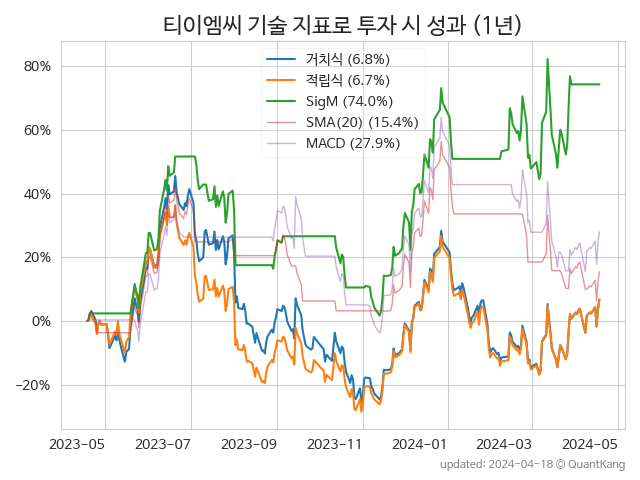 티이엠씨 기술 지표로 투자 시 성과 (1년)
거치식 (6.8%)
적립식 (6.7%)
SigM (74.0%)
SMA(20) (15.4%)
MACD (27.9%)
80%
60%
40%
20%
0%
−20%
2023-05 2023-07 2023-09 2023-11 2024-01 2024-03 2024-05
updated: 2024-04-18 © QuantKang